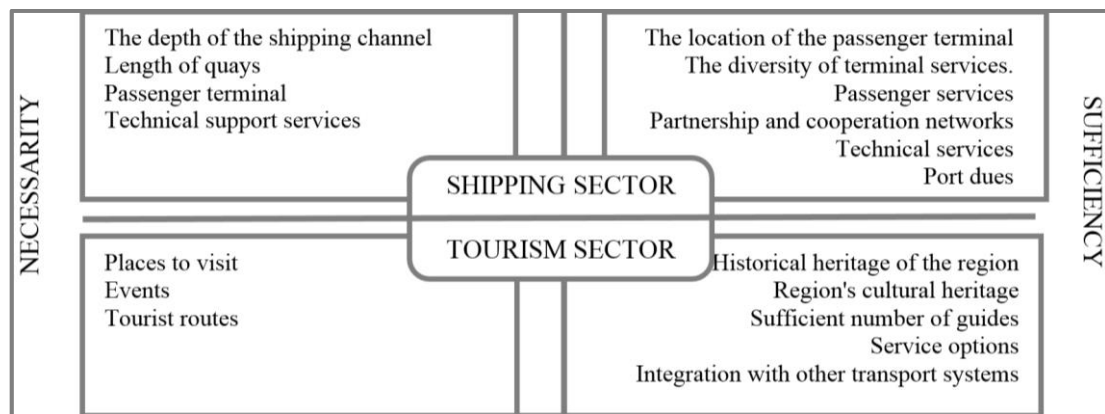 NECESSARITY
The depth of the shipping channel
Length of quays
Passenger terminal
Technical support services
The location of the passenger terminal
The diversity of terminal services.
Passenger services
Partnership and cooperation networks
Technical services
Port dues
SUFFICIENCY
SHIPPING SECTOR
TOURISM SECTOR
Places to visit
Events
Tourist routes
Historical heritage of the region
Region's cultural heritage
Sufficient number of guides
Service options
Integration with other transport systems